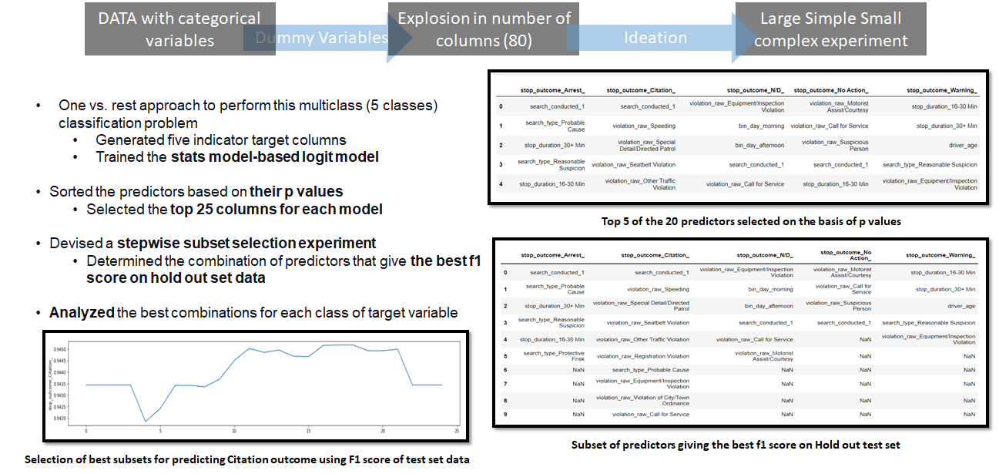 DATA with categorical
variables
Dummy Variables
Explosion in number of
columns (80)
Ideation
Large Simple Small
complex experiment
• One vs. rest approach to perform this multiclass (5 classes)
classification problem
• Generated five indicator target columns
• Trained the stats model-based logit model
• Sorted the predictors based on their p values
• Selected the top 25 columns for each model
• Devised a stepwise subset selection experiment
• Determined the combination of predictors that give the best f1
score on hold out set data
• Analyzed the best combinations for each class of target variable
stop_outcome_Citation_
0.9450
0.9445
0.9440
0.9435
0.9430
0.9425
0.9420
0 5 10 15 20 25
Selection of best subsets for predicting Citation outcome using F1 score of test set data
stop_outcome_Arrest_ stop_outcome_Citation_ stop_outcome_N/D_ stop_outcome_No Action_ stop_outcome_Warning_
0 search_conducted_1 search_conducted_1 violation_raw_Equipment/Inspection Violation violation_raw_Motorist Assist/Courtesy stop_duration_16-30 Min
1 search_type_Probable Cause violation_raw_Speeding bin_day_morning violation_raw_Call for Service stop_duration_30+ Min
2 stop_duration_30+ Min violation_raw_Special Detail/Directed Patrol bin_day_afternoon violation_raw_Suspicious Person driver_age
3 search_type_Reasonable Suspicion violation_raw_Seatbelt Violation search_conducted_1 search_conducted_1 search_type_Reasonable Suspicion
4 stop_duration_16-30 Min violation_raw_Other Traffic Violation violation_raw_Call for Service stop_duration_16-30 Min violation_raw_Equipment/Inspection Violation
Top 5 of the 20 predictors selected on the basis of p values
stop_outcome_Arrest_ stop_outcome_Citation_ stop_outcome_N/D_ stop_outcome_No Action_ stop_outcome_Warning_
0 search_conducted_1 search_conducted_1 violation_raw_Equipment/Inspection Violation violation_raw_Motorist Assist/Courtesy stop_duration_16-30 Min
1 search_type_Probable Cause violation_raw_Speeding bin_day_morning violation_raw_Call for Service stop_duration_30+ Min
2 stop_duration_30+ Min violation_raw_Special Detail/Directed Patrol bin_day_afternoon violation_raw_Suspicious Person driver_age
3 search_type_Reasonable Suspicion violation_raw_Seatbelt Violation search_conducted_1 search_conducted_1 search_type_Reasonable Suspicion
4 stop_duration_16-30 Min violation_raw_Other Traffic Violation violation_raw_Call for Service NaN violation_raw_Equipment/Inspection Violation
5 search_type_Protective Frisk violation_raw_Registration Violation violation_raw_Motorist Assist/Courtesy NaN NaN
6 NaN search_type_Probable Cause NaN NaN NaN
7 NaN violation_raw_Equipment/Inspection Violation NaN NaN NaN
8 NaN violation_raw_Violation of City/Town Ordinance NaN NaN NaN
9 NaN violation_raw_Call for Service NaN NaN NaN
Subset of predictors giving the best f1 score on Hold out test set